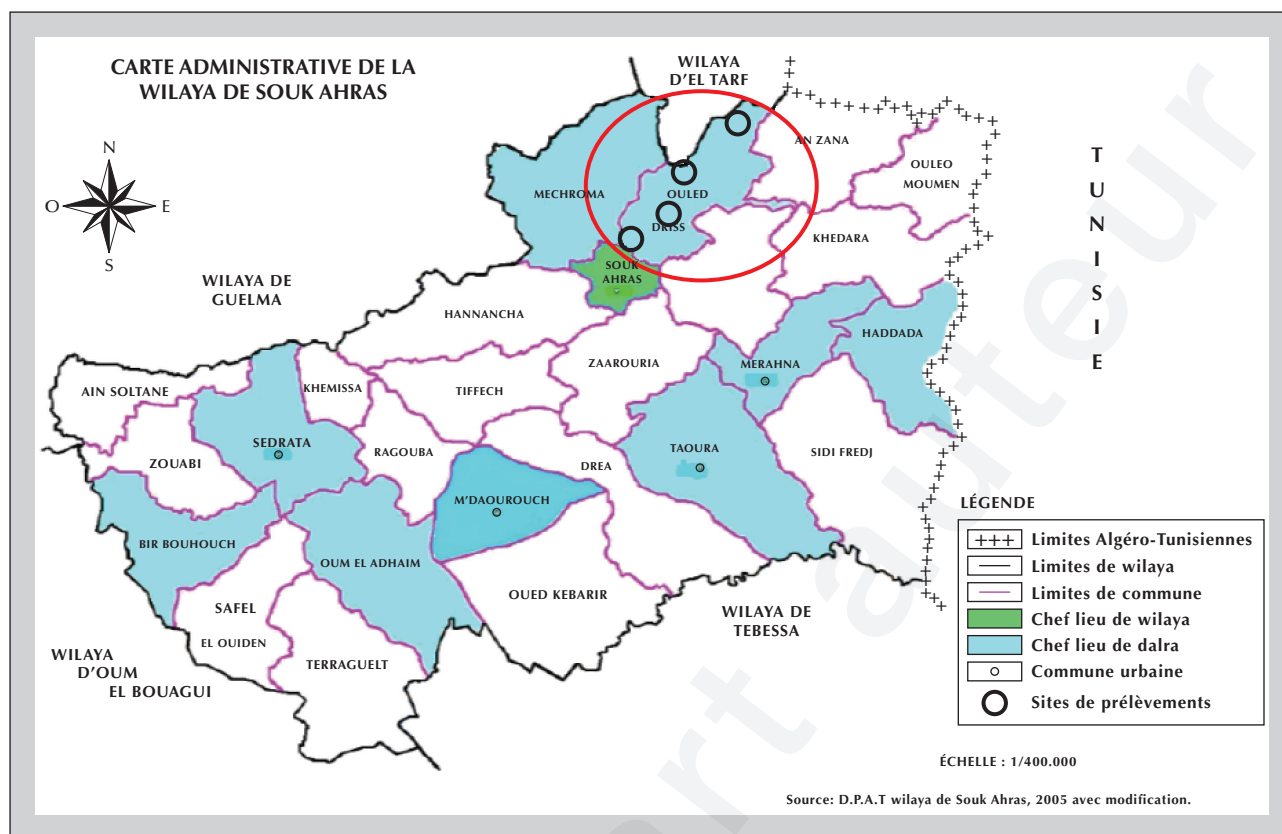 CARTE ADMINISTRATIVE DE LA
WILAYA DE SOUK AHRAS
WILAYA
D'EL TARF
N
O
E
S
AN ZANA
OULEO
MOUMEN
MECHROMA
OULED
DRISS
KHEDARA
T
U
N
I
S
I
E
SOUK
AHRAS
WILAYA DE
GUELMA
HANNANCHA
HADDADA
ZAAROURIA
MERAHNA
AIN SOLTANE
KHEMISSA
TIFFECH
SEDRATA
RAGOUBA
TAOURA
SIDI FREDJ
ZOUABI
DREA
M'DAOUROUCH
BIR BOUHOUCH
OUM EL ADHAIM
OUED KEBARIR
SAFEL
EL OUIDEN
TERRAGUELT
WILAYA DE
TEBESSA
WILAYA
D'OUM
EL BOUAGUI
LÉGENDE
Limites Algéro-Tunisiennes
Limites de wilaya
Limites de commune
Chef lieu de wilaya
Chef lieu de dalra
Commune urbaine
Sites de prélèvements
ÉCHELLE : 1/400.000
Source: D.P.A.T wilaya de Souk Ahras, 2005 avec modification.
art auteur